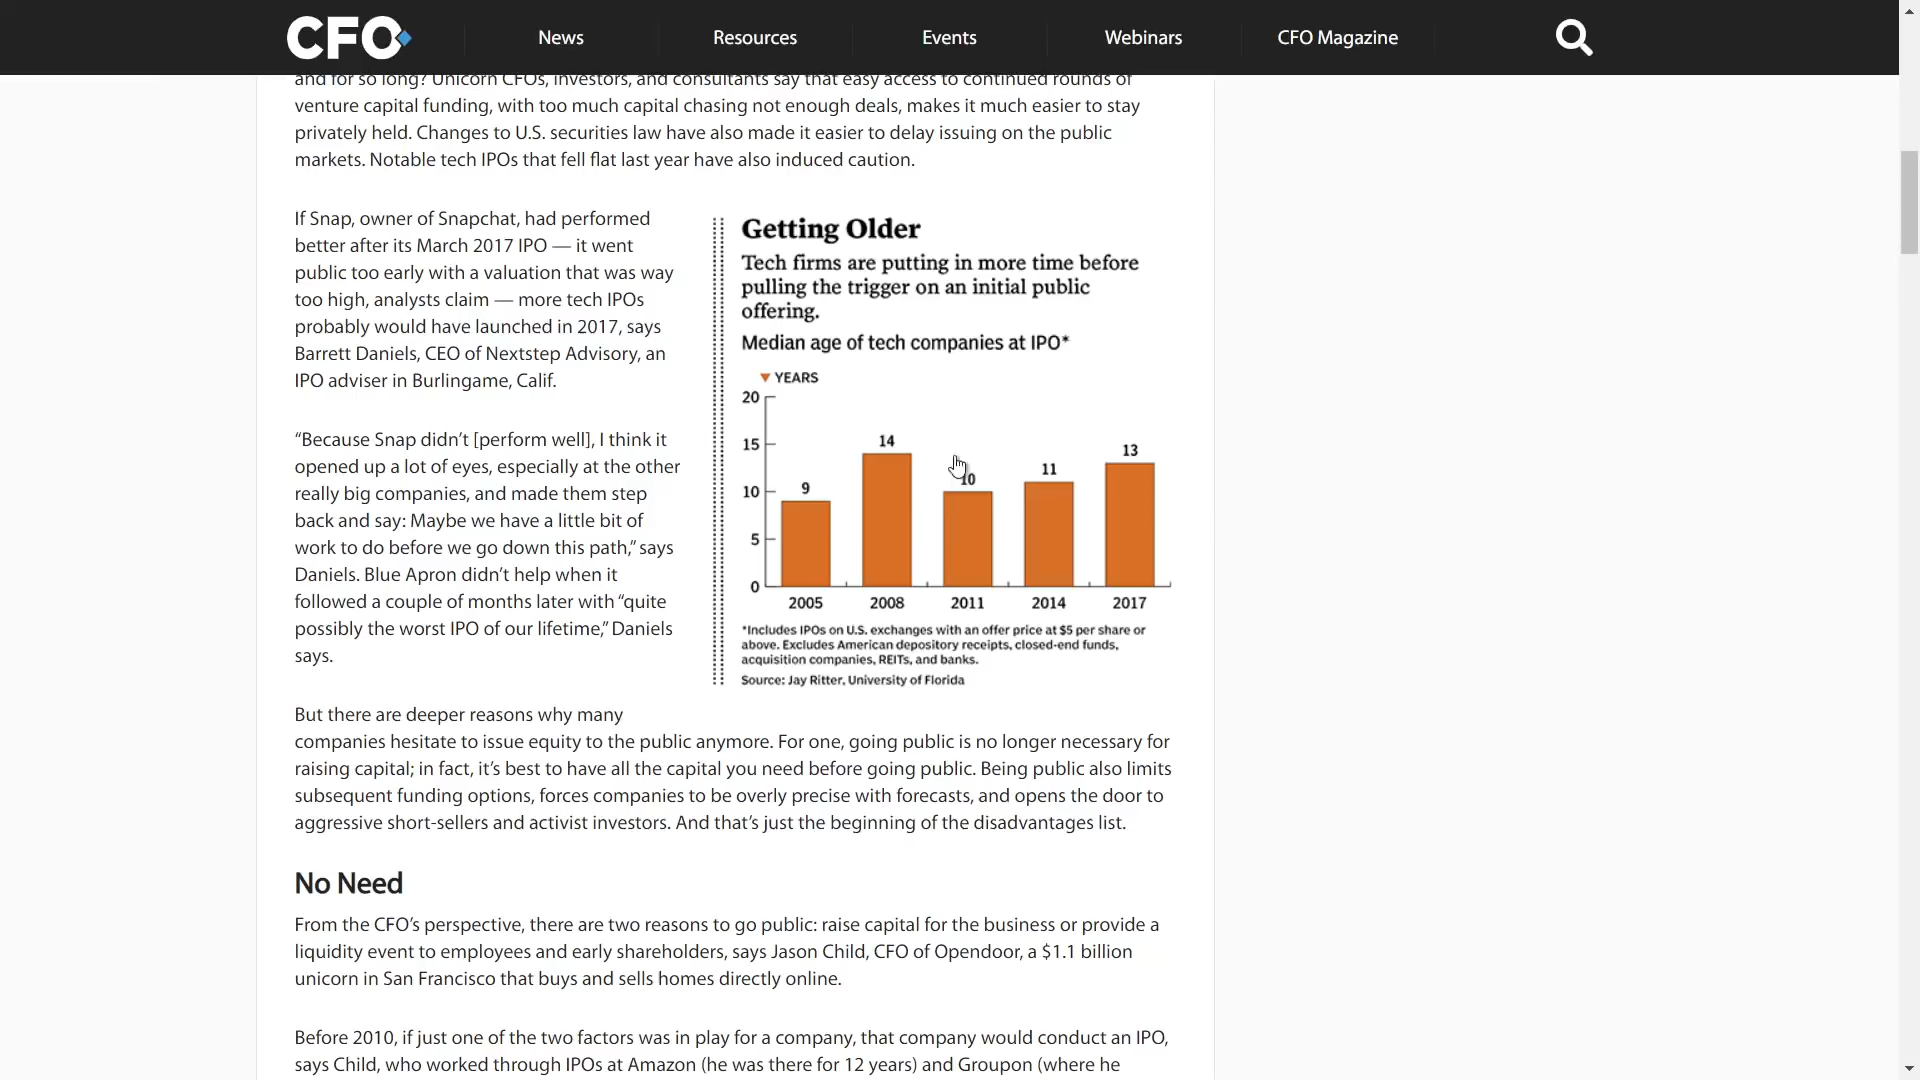 CFO
News
Resources
Events
Webinars
CFO Magazine
and for so long? Unicorn CFOs, investors, and consultants say that easy access to continued rounds of
venture capital funding, with too much capital chasing not enough deals, makes it much easier to stay
privately held. Changes to U.S. securities law have also made it easier to delay issuing on the public
markets. Notable tech IPOs that fell flat last year have also induced caution.
If Snap, owner of Snapchat, had performed
better after its March 2017 IPO — it went
public too early with a valuation that was way
too high, analysts claim — more tech IPOs
probably would have launched in 2017, says
Barrett Daniels, CEO of Nextstep Advisory, an
IPO adviser in Burlingame, Calif.
“Because Snap didn’t [perform well], I think it
opened up a lot of eyes, especially at the other
really big companies, and made them step
back and say: Maybe we have a little bit of
work to do before we go down this path,” says
Daniels. Blue Apron didn’t help when it
followed a couple of months later with “quite
possibly the worst IPO of our lifetime,” Daniels
says.
Getting Older
Tech firms are putting in more time before
pulling the trigger on an initial public
offering.
Median age of tech companies at IPO*
▼ YEARS
20
15
10
5
0
9
14
10
11
13
2005
2008
2011
2014
2017
*Includes IPOs on U.S. exchanges with an offer price at $5 per share or
above. Excludes American depository receipts, closed-end funds,
acquisition companies, REITs, and banks.
Source: Jay Ritter, University of Florida
But there are deeper reasons why many
companies hesitate to issue equity to the public anymore. For one, going public is no longer necessary for
raising capital; in fact, it’s best to have all the capital you need before going public. Being public also limits
subsequent funding options, forces companies to be overly precise with forecasts, and opens the door to
aggressive short-sellers and activist investors. And that’s just the beginning of the disadvantages list.
No Need
From the CFO’s perspective, there are two reasons to go public: raise capital for the business or provide a
liquidity event to employees and early shareholders, says Jason Child, CFO of Opendoor, a $1.1 billion
unicorn in San Francisco that buys and sells homes directly online.
Before 2010, if just one of the two factors was in play for a company, that company would conduct an IPO,
says Child, who worked through IPOs at Amazon (he was there for 12 years) and Groupon (where he